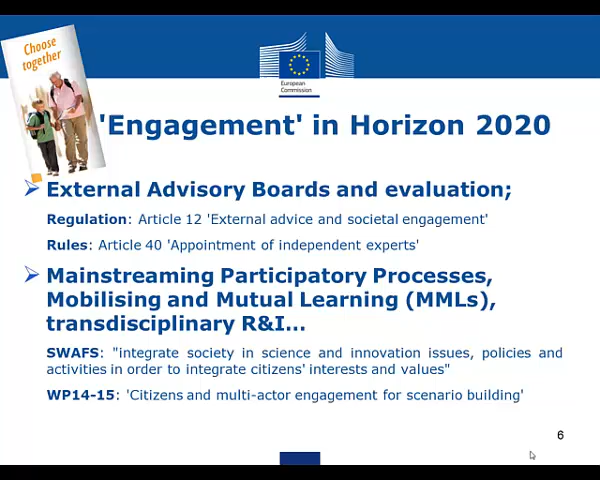 Choose
together
European
Commission
'Engagement' in Horizon 2020
External Advisory Boards and evaluation;
Regulation: Article 12 'External advice and societal engagement'
Rules: Article 40 'Appointment of independent experts'
Mainstreaming Participatory Processes,
Mobilising and Mutual Learning (MMLs),
transdisciplinary R&I...
SWAFS: "integrate society in science and innovation issues, policies and
activities in order to integrate citizens' interests and values"
WP14-15: 'Citizens and multi-actor engagement for scenario building'
6